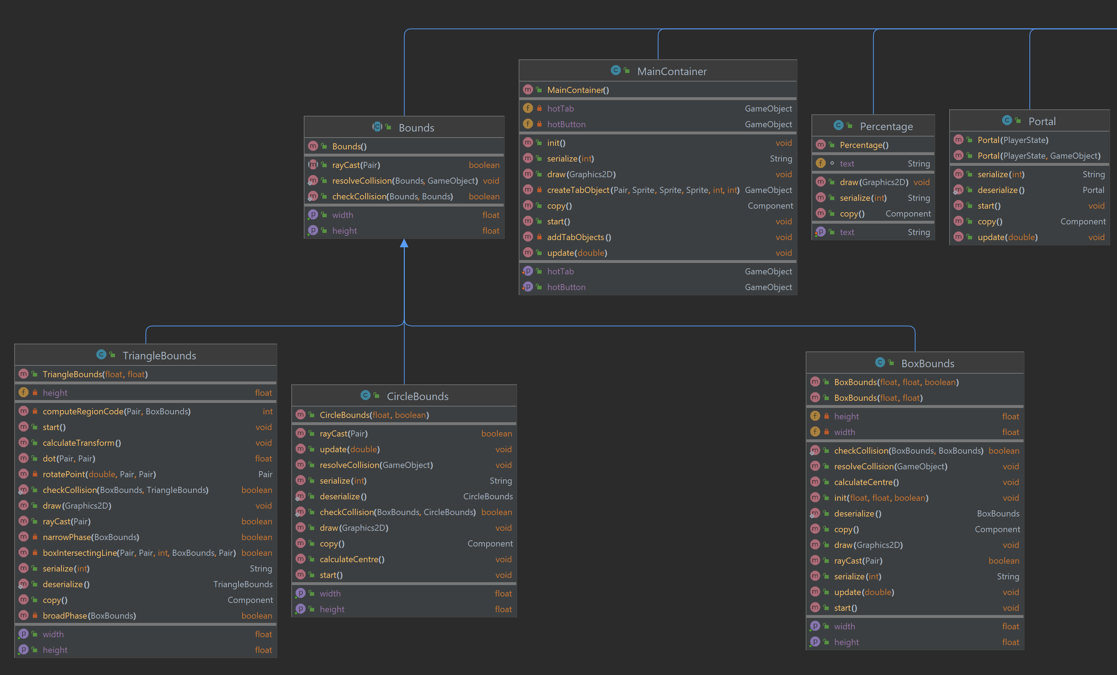 Bounds
Bounds()
rayCast(Pair) boolean
resolveCollision(Bounds, GameObject) void
checkCollision(Bounds, Bounds) boolean
width float
height float
MainContainer
MainContainer()
hotTab GameObject
hotButton GameObject
init() void
serialize(int) String
draw(Graphics2D) void
createTabObject(Pair, Sprite, Sprite, Sprite, int, int) GameObject
copy() Component
start() void
addTabObjects() void
update(double) void
hotTab GameObject
hotButton GameObject
Percentage
Percentage()
text String
draw(Graphics2D) void
serialize(int) String
copy() Component
text String
Portal
Portal(PlayerState)
Portal(PlayerState, GameObject)
serialize(int) String
deserialize() Portal
start() void
copy() Component
update(double) void
TriangleBounds
TriangleBounds(float, float)
height float
computeRegionCode(Pair, BoxBounds) int
start() void
calculateTransform() void
dot(Pair, Pair) float
rotatePoint(double, Pair, Pair) Pair
checkCollision(BoxBounds, TriangleBounds) boolean
draw(Graphics2D) void
rayCast(Pair) boolean
narrowPhase(BoxBounds) boolean
boxIntersectingLine(Pair, Pair, int, BoxBounds, Pair) boolean
serialize(int) String
deserialize() TriangleBounds
copy() Component
broadPhase(BoxBounds) boolean
width float
height float
CircleBounds
CircleBounds(float, boolean)
rayCast(Pair) boolean
update(double) void
resolveCollision(GameObject) void
serialize(int) String
deserialize() CircleBounds
checkCollision(BoxBounds, CircleBounds) boolean
draw(Graphics2D) void
copy() Component
calculateCentre() void
start() void
width float
height float
BoxBounds
BoxBounds(float, float, boolean)
BoxBounds(float, float)
height float
width float
checkCollision(BoxBounds, BoxBounds) boolean
resolveCollision(GameObject) void
calculateCentre() void
init(float, float, boolean) void
deserialize() BoxBounds
copy() Component
draw(Graphics2D) void
rayCast(Pair) boolean
serialize(int) String
update(double) void
start() void
width float
height float